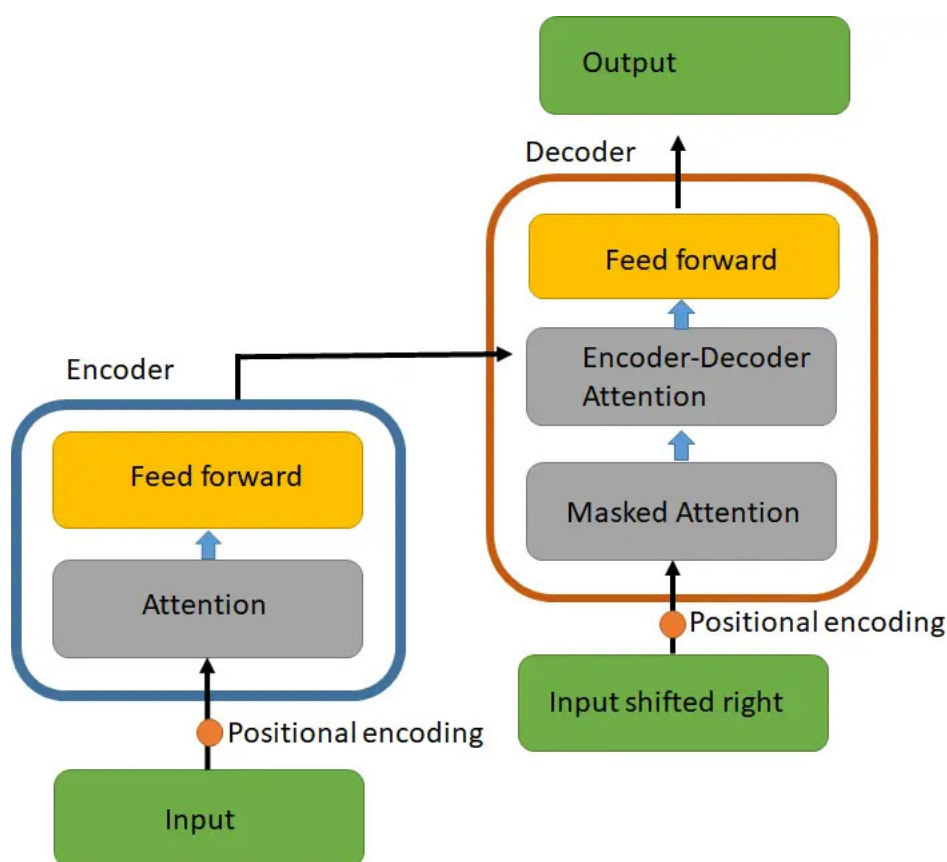 Output
Decoder
Feed forward
Encoder-Decoder
Attention
Masked Attention
Positional encoding
Input shifted right
Encoder
Feed forward
Attention
Positional encoding
Input